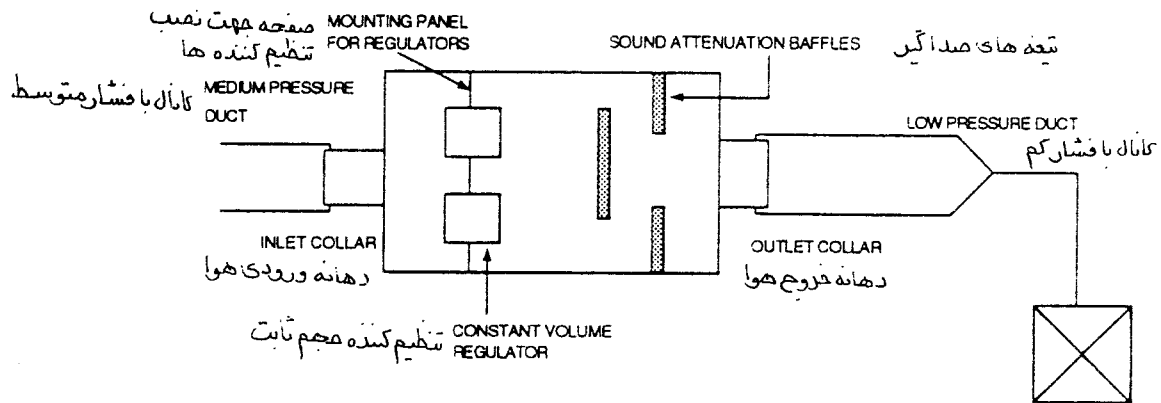 صفحه جهت نصب
تنظیم کننده ها
MOUNTING PANEL
FOR REGULATORS
SOUND ATTENUATION BAFFLES
تیغه های صداگیر
کانال با فشار متوسط
MEDIUM PRESSURE
DUCT
LOW PRESSURE DUCT
کانال با فشار کم
INLET COLLAR
دهانه ورودی هوا
OUTLET COLLAR
دهانه خروج هوا
تنظیم کننده حجم ثابت
CONSTANT VOLUME
REGULATOR